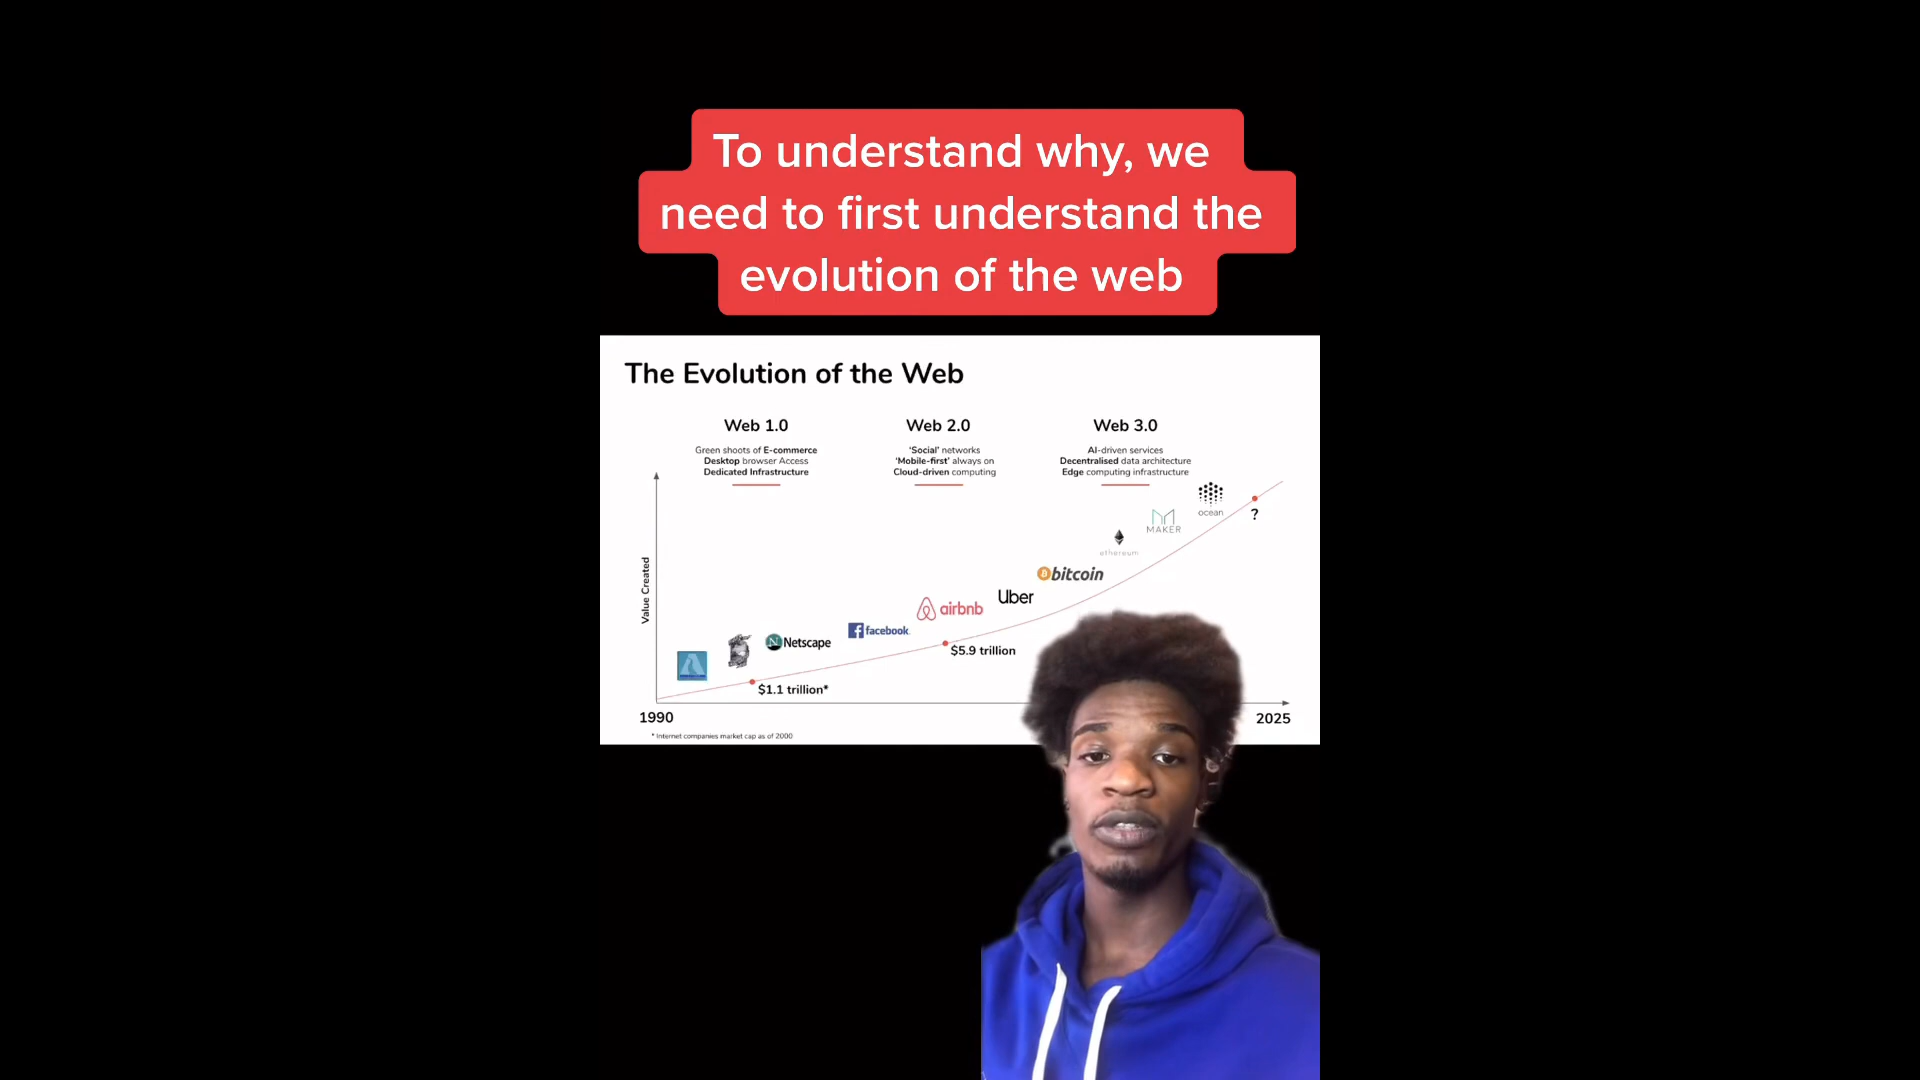 To understand why, we
need to first understand the
evolution of the web
The Evolution of the Web
Web 1.0
Green shoots of E-commerce
Desktop browser Access
Dedicated Infrastructure
Web 2.0
‘Social’ networks
‘Mobile-first’ always on
Cloud-driven computing
Web 3.0
AI-driven services
Decentralised data architecture
Edge computing infrastructure
Value Created
ocean
?
MAKER
ethereum
bitcoin
Uber
airbnb
facebook
Netscape
$5.9 trillion
$1.1 trillion*
1990
2025
* Internet companies market cap as of 2000